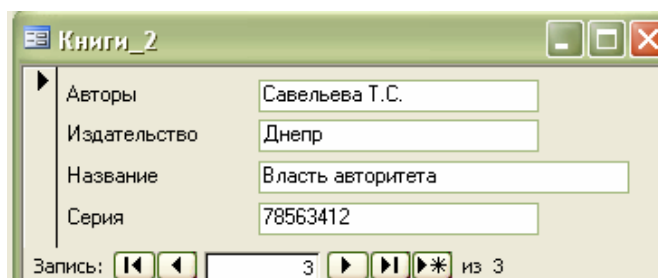 Книги_2
Авторы Савельева Т.С.
Издательство Днепр
Название Власть авторитета
Серия 78563412
Запись: 3 из 3